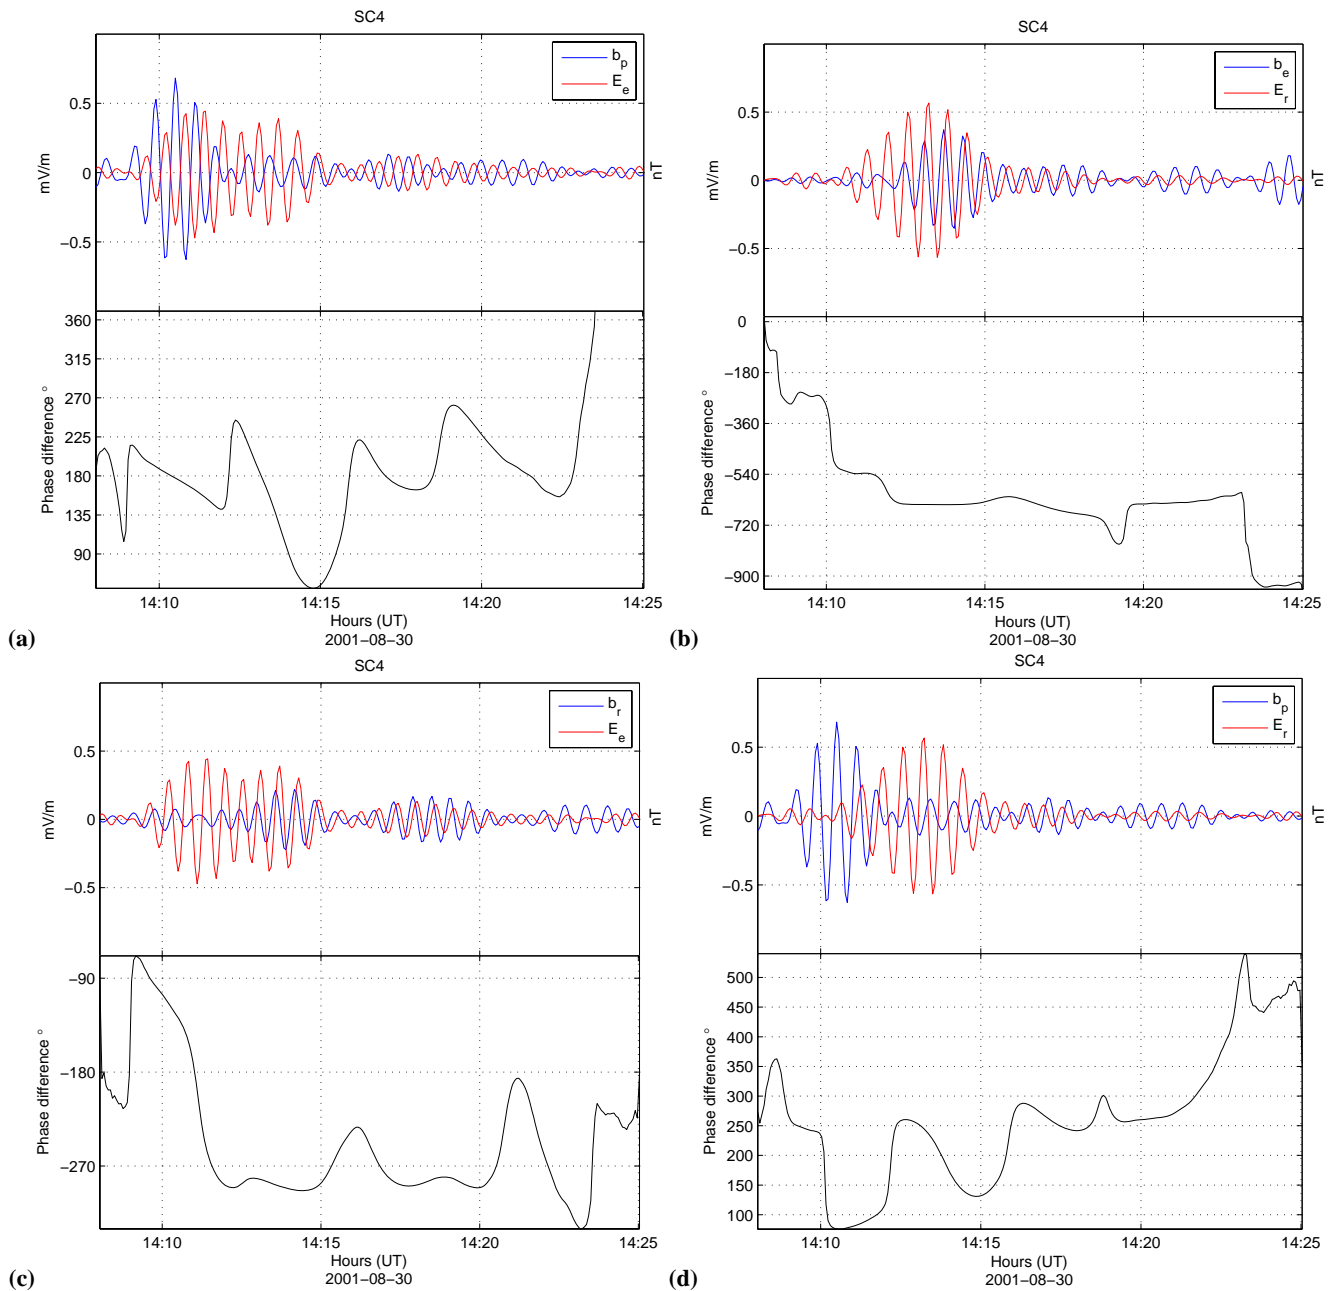 SC4
b_p
E_e
0.5
0
−0.5
mV/m
nT
360
315
270
225
180
135
90
Phase difference °
14:10 14:15 14:20 14:25
Hours (UT)
2001−08−30
(a)
SC4
b_e
E_r
0.5
0
−0.5
mV/m
nT
0
−180
−360
−540
−720
−900
Phase difference °
14:10 14:15 14:20 14:25
Hours (UT)
2001−08−30
(b)
SC4
b_r
E_e
0.5
0
−0.5
mV/m
nT
−90
−180
−270
Phase difference °
14:10 14:15 14:20 14:25
Hours (UT)
2001−08−30
(c)
SC4
b_p
E_r
0.5
0
−0.5
mV/m
nT
500
450
400
350
300
250
200
150
100
Phase difference °
14:10 14:15 14:20 14:25
Hours (UT)
2001−08−30
(d)